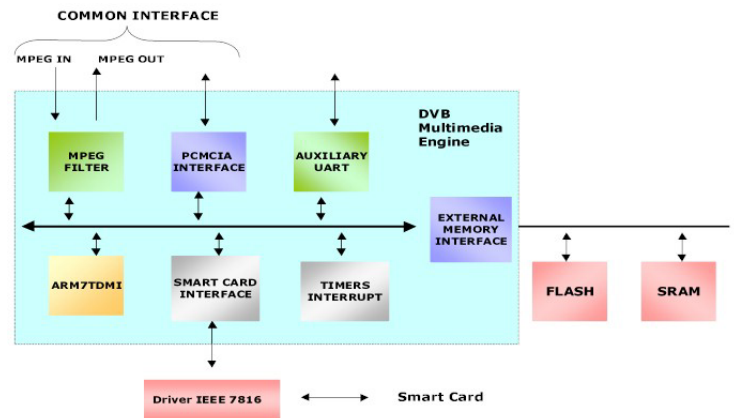 COMMON INTERFACE
MPEG IN
MPEG OUT
DVB
Multimedia
Engine
MPEG
FILTER
PCMCIA
INTERFACE
AUXILIARY
UART
EXTERNAL
MEMORY
INTERFACE
ARM7TDMI
SMART CARD
INTERFACE
TIMERS
INTERRUPT
FLASH
SRAM
Driver IEEE 7816
Smart Card